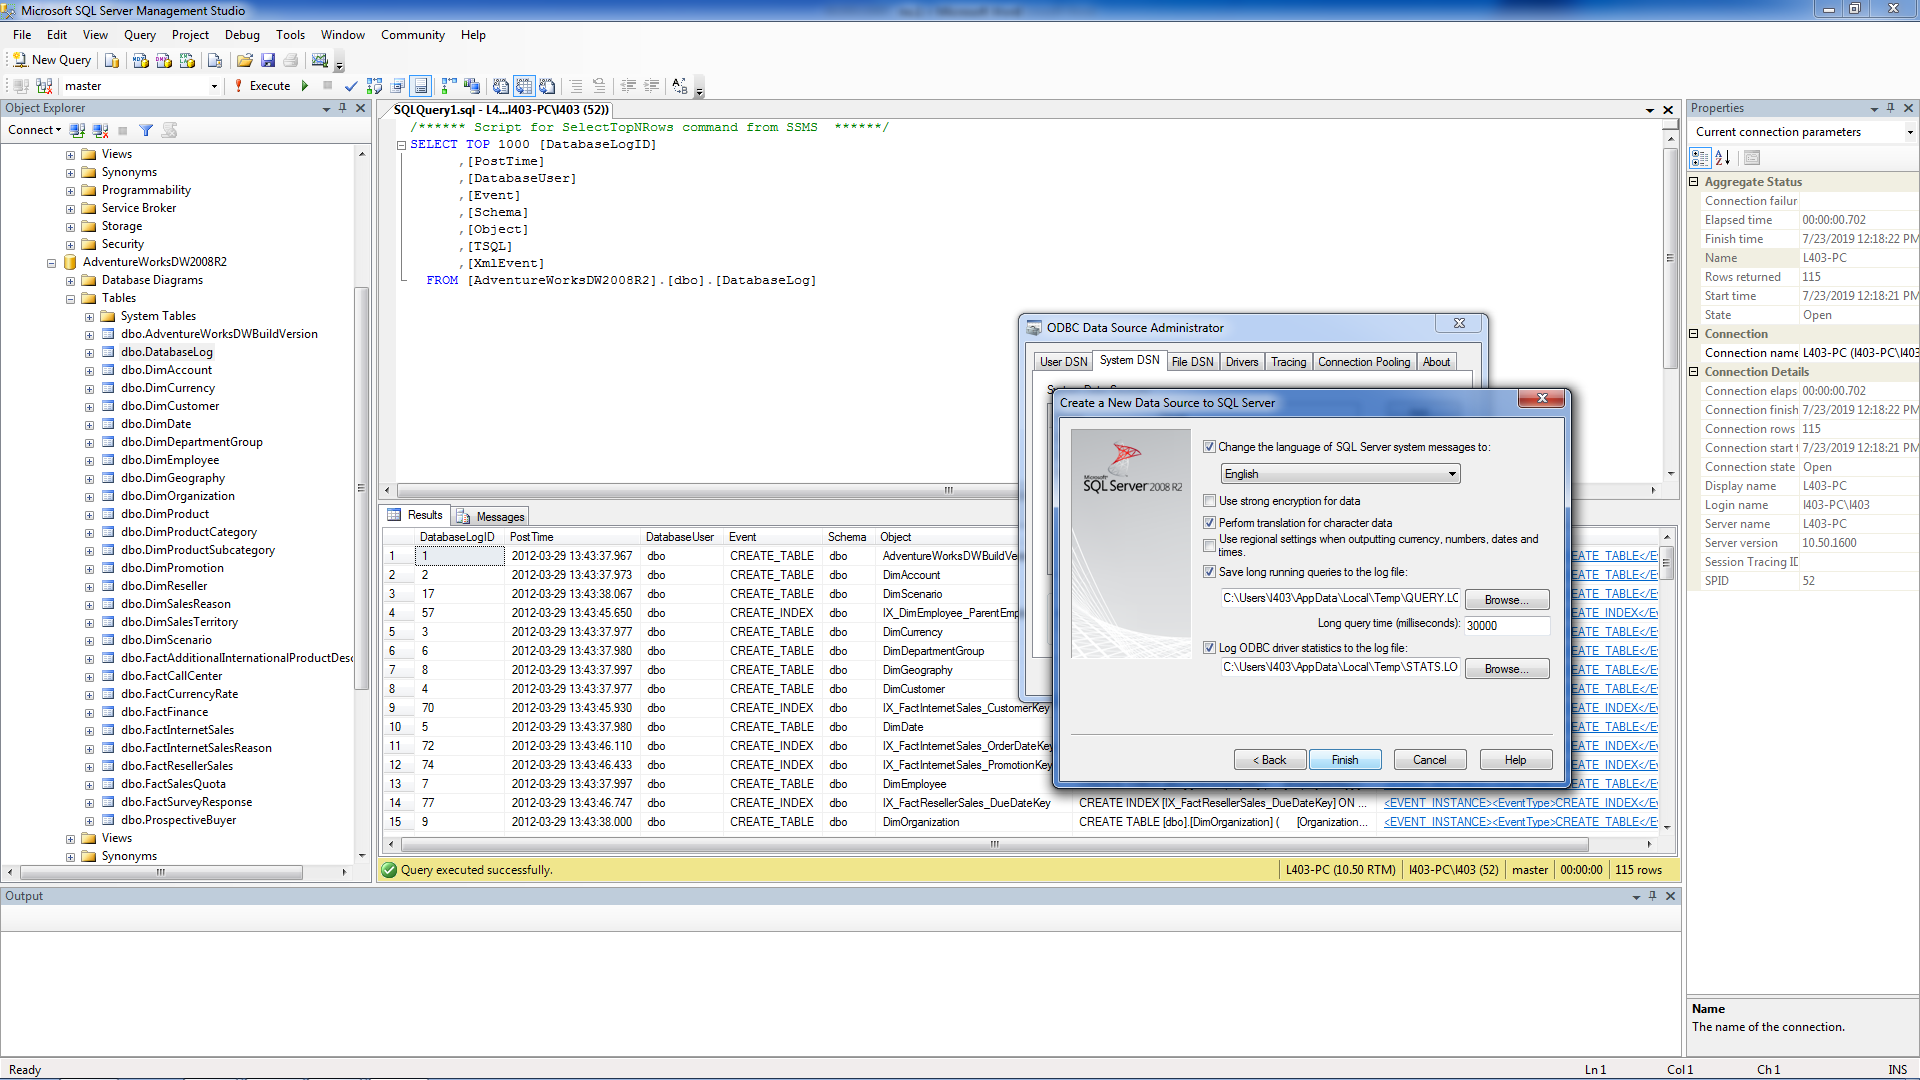 Microsoft SQL Server Management Studio
File Edit View Query Project Debug Tools Window Community Help
New Query
master Execute
Object Explorer
Connect
Views
Synonyms
Programmability
Service Broker
Storage
Security
AdventureWorksDW2008R2
Database Diagrams
Tables
System Tables
dbo.AdventureWorksDWBuildVersion
dbo.DatabaseLog
dbo.DimAccount
dbo.DimCurrency
dbo.DimCustomer
dbo.DimDate
dbo.DimDepartmentGroup
dbo.DimEmployee
dbo.DimGeography
dbo.DimOrganization
dbo.DimProduct
dbo.DimProductCategory
dbo.DimProductSubcategory
dbo.DimPromotion
dbo.DimReseller
dbo.DimSalesReason
dbo.DimSalesTerritory
dbo.DimScenario
dbo.FactAdditionalInternationalProductDesc
dbo.FactCallCenter
dbo.FactCurrencyRate
dbo.FactFinance
dbo.FactInternetSales
dbo.FactInternetSalesReason
dbo.FactResellerSales
dbo.FactSalesQuota
dbo.FactSurveyResponse
dbo.ProspectiveBuyer
Views
Synonyms
SQLQuery1.sql - L4...l403-PC\l403 (52))
/****** Script for SelectTopNRows command from SSMS ******/
SELECT TOP 1000 [DatabaseLogID]
,[PostTime]
,[DatabaseUser]
,[Event]
,[Schema]
,[Object]
,[TSQL]
,[XmlEvent]
FROM [AdventureWorksDW2008R2].[dbo].[DatabaseLog]
Results Messages
DatabaseLogID PostTime DatabaseUser Event Schema Object
1 1 2012-03-29 13:43:37.967 dbo CREATE_TABLE dbo AdventureWorksDWBuildVe EATE_TABLE</Ev
2 2 2012-03-29 13:43:37.973 dbo CREATE_TABLE dbo DimAccount EATE_TABLE</Ev
3 17 2012-03-29 13:43:38.067 dbo CREATE_TABLE dbo DimScenario EATE_TABLE</Ev
4 57 2012-03-29 13:43:45.650 dbo CREATE_INDEX dbo IX_DimEmployee_ParentEmp EATE_INDEX</Ev
5 3 2012-03-29 13:43:37.977 dbo CREATE_TABLE dbo DimCurrency EATE_TABLE</Ev
6 6 2012-03-29 13:43:37.980 dbo CREATE_TABLE dbo DimDepartmentGroup EATE_TABLE</Ev
7 8 2012-03-29 13:43:37.997 dbo CREATE_TABLE dbo DimGeography EATE_TABLE</Ev
8 4 2012-03-29 13:43:37.977 dbo CREATE_TABLE dbo DimCustomer EATE_TABLE</Ev
9 70 2012-03-29 13:43:45.930 dbo CREATE_INDEX dbo IX_FactInternetSales_CustomerKey EATE_INDEX</Ev
10 5 2012-03-29 13:43:37.980 dbo CREATE_TABLE dbo DimDate EATE_TABLE</Ev
11 72 2012-03-29 13:43:46.110 dbo CREATE_INDEX dbo IX_FactInternetSales_OrderDateKey EATE_INDEX</Ev
12 74 2012-03-29 13:43:46.433 dbo CREATE_INDEX dbo IX_FactInternetSales_PromotionKey EATE_INDEX</Ev
13 7 2012-03-29 13:43:37.997 dbo CREATE_TABLE dbo DimEmployee EATE_TABLE</Ev
14 77 2012-03-29 13:43:46.747 dbo CREATE_INDEX dbo IX_FactResellerSales_DueDateKey CREATE INDEX [IX_FactResellerSales_DueDateKey] ON ... <EVENT_INSTANCE><EventType>CREATE_INDEX</Ev
15 9 2012-03-29 13:43:38.000 dbo CREATE_TABLE dbo DimOrganization CREATE TABLE [dbo].[DimOrganization] ( [Organization... <EVENT_INSTANCE><EventType>CREATE_TABLE</Ev
Query executed successfully. L403-PC (10.50 RTM) l403-PC\l403 (52) master 00:00:00 115 rows
ODBC Data Source Administrator
User DSN System DSN File DSN Drivers Tracing Connection Pooling About
Create a New Data Source to SQL Server
Microsoft
SQL Server 2008 R2
Change the language of SQL Server system messages to:
English
Use strong encryption for data
Perform translation for character data
Use regional settings when outputting currency, numbers, dates and
times.
Save long running queries to the log file:
C:\Users\l403\AppData\Local\Temp\QUERY.LO Browse...
Long query time (milliseconds): 30000
Log ODBC driver statistics to the log file:
C:\Users\l403\AppData\Local\Temp\STATS.LO Browse...
< Back Finish Cancel Help
Properties
Current connection parameters
Aggregate Status
Connection failur
Elapsed time 00:00:00.702
Finish time 7/23/2019 12:18:22 PM
Name L403-PC
Rows returned 115
Start time 7/23/2019 12:18:21 PM
State Open
Connection
Connection name L403-PC (l403-PC\l403
Connection Details
Connection elaps 00:00:00.702
Connection finish 7/23/2019 12:18:22 PM
Connection rows 115
Connection start t 7/23/2019 12:18:21 PM
Connection state Open
Display name L403-PC
Login name l403-PC\l403
Server name L403-PC
Server version 10.50.1600
Session Tracing ID
SPID 52
Name
The name of the connection.
Output
Ready Ln 1 Col 1 Ch 1 INS